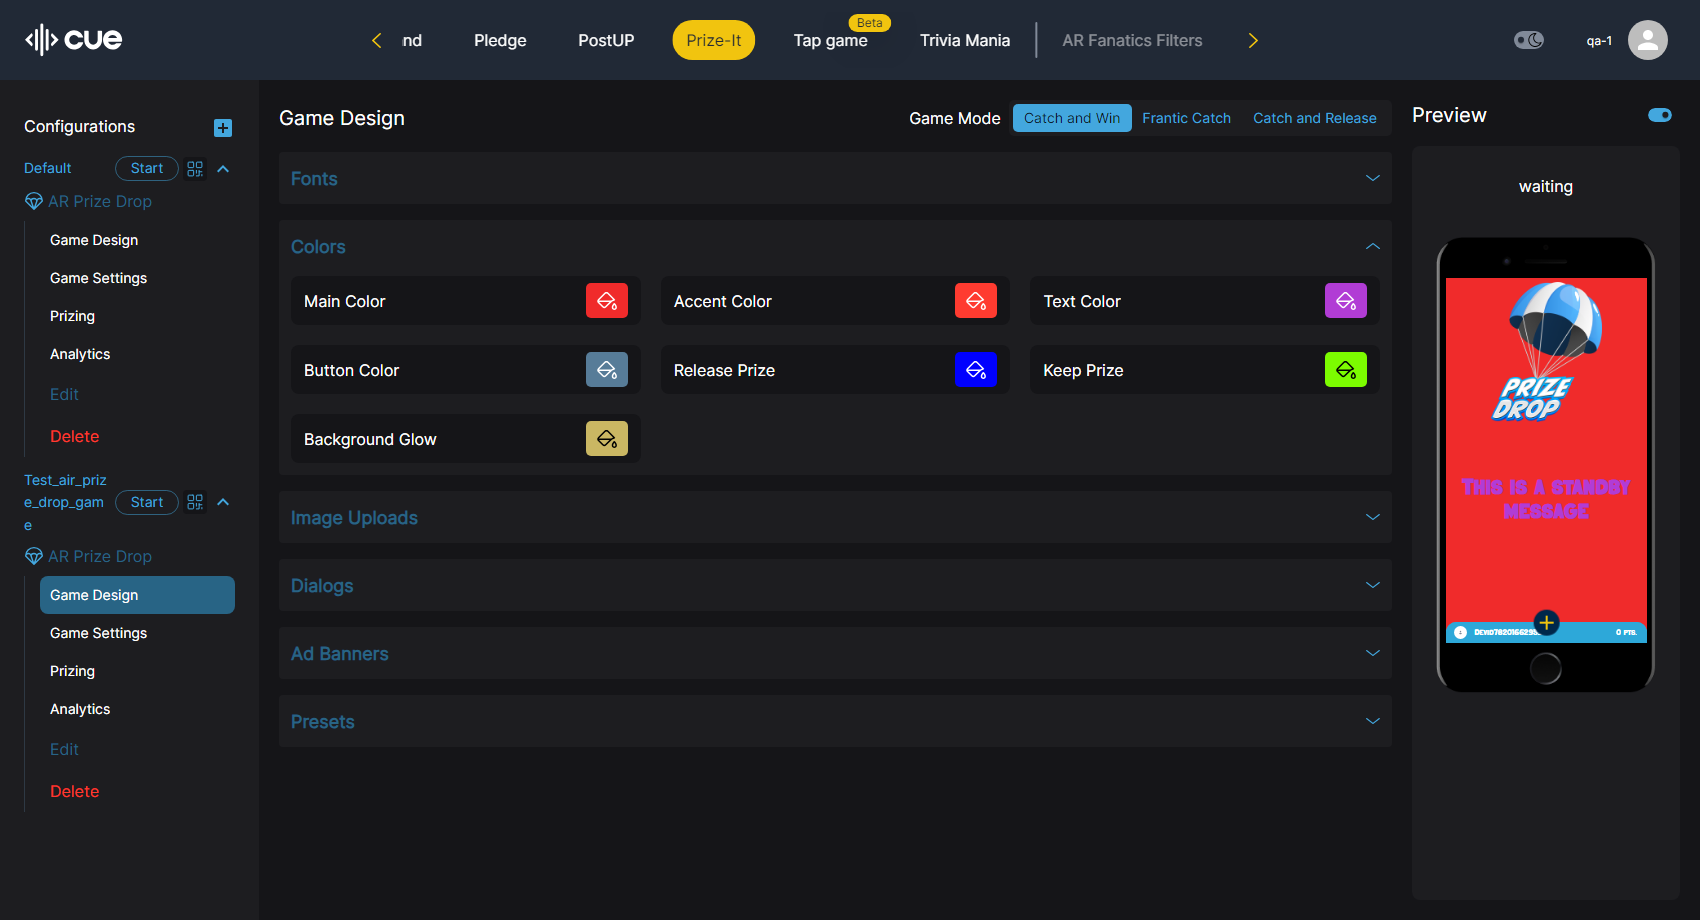 cue
nd
Pledge
PostUP
Prize-It
Tap game
Beta
Trivia Mania
AR Fanatics Filters
qa-1
Configurations
Default
Start
AR Prize Drop
Game Design
Game Settings
Prizing
Analytics
Edit
Delete
Test_air_priz
e_drop_gam
e
Start
AR Prize Drop
Game Design
Game Settings
Prizing
Analytics
Edit
Delete
Game Design
Game Mode
Catch and Win
Frantic Catch
Catch and Release
Fonts
Colors
Main Color
Accent Color
Text Color
Button Color
Release Prize
Keep Prize
Background Glow
Image Uploads
Dialogs
Ad Banners
Presets
Preview
waiting
PRIZE
DROP
This is a standby
message
0 pts.